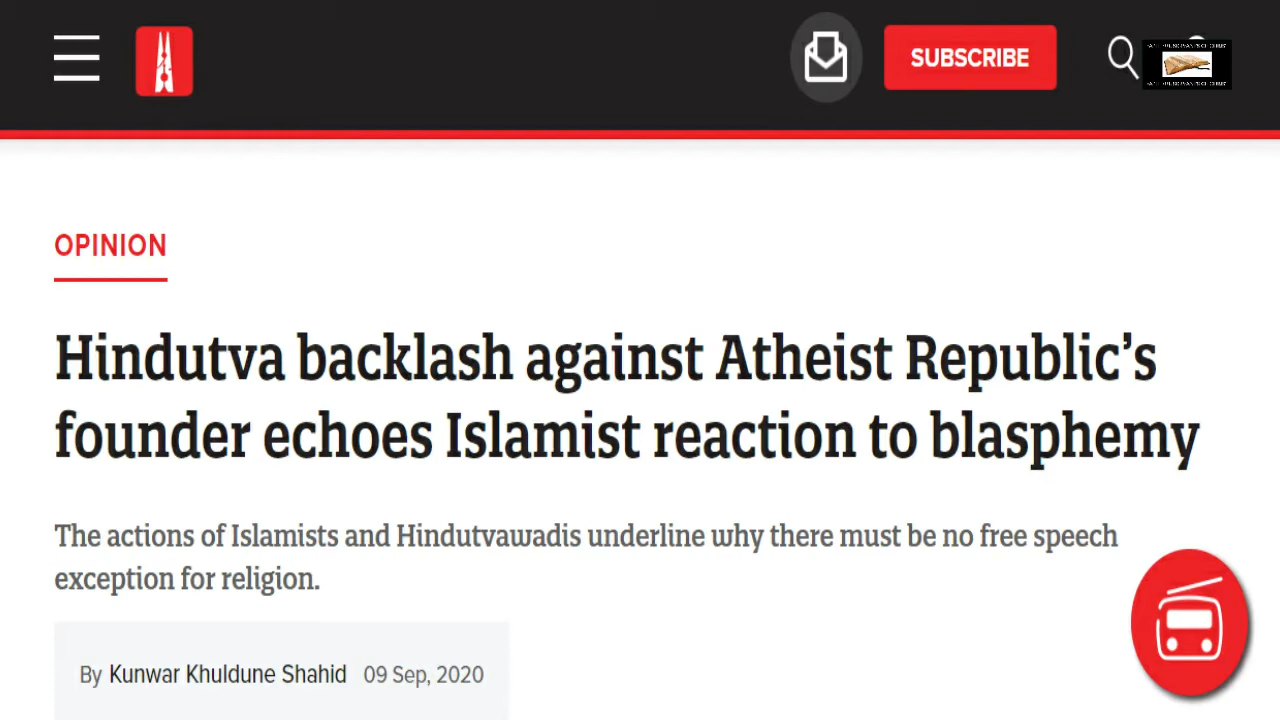 SUBSCRIBE
OPINION
Hindutva backlash against Atheist Republic’s
founder echoes Islamist reaction to blasphemy
The actions of Islamists and Hindutvawadis underline why there must be no free speech
exception for religion.
By Kunwar Khuldune Shahid 09 Sep, 2020